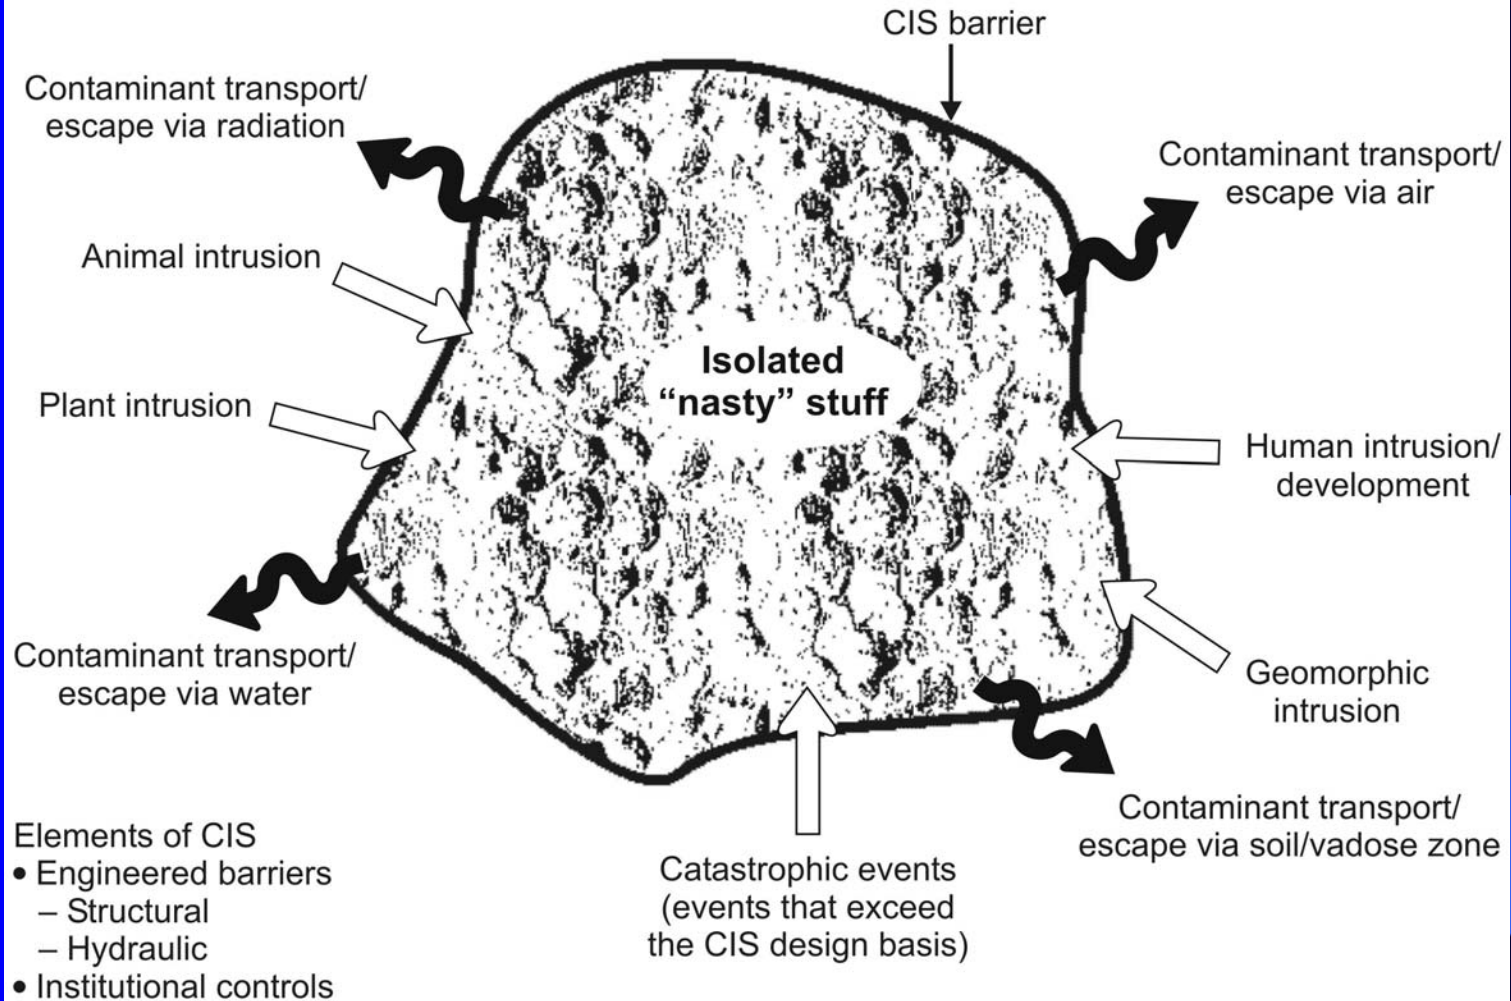 CIS barrier
Contaminant transport/
escape via radiation
Contaminant transport/
escape via air
Animal intrusion
Isolated
“nasty” stuff
Plant intrusion
Human intrusion/
development
Contaminant transport/
escape via water
Geomorphic
intrusion
Contaminant transport/
escape via soil/vadose zone
Catastrophic events
(events that exceed
the CIS design basis)
Elements of CIS
• Engineered barriers
– Structural
– Hydraulic
• Institutional controls